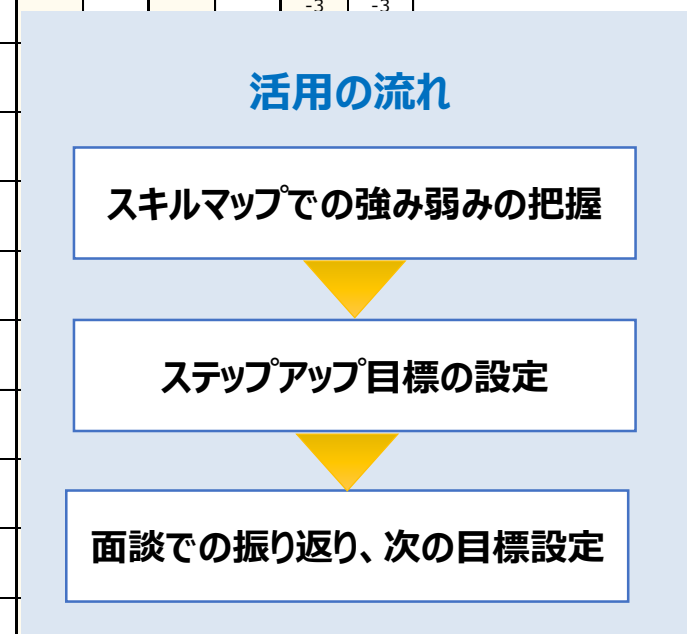 -3 -3
活用の流れ
スキルマップでの強み弱みの把握
ステップアップ目標の設定
面談での振り返り、次の目標設定